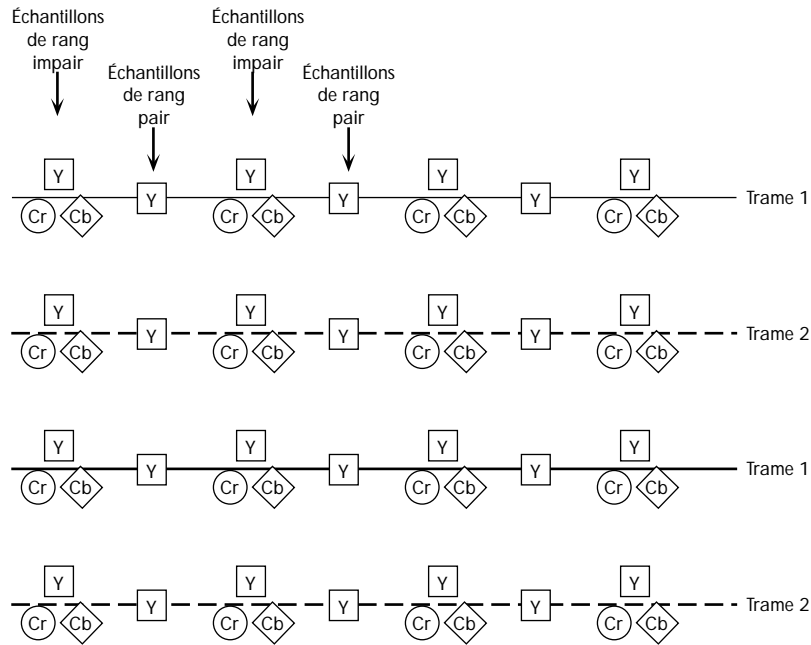 Échantillons
de rang
impair
Échantillons
de rang
pair
Échantillons
de rang
impair
Échantillons
de rang
pair
Y Y Y Y
Y Y Y Trame 1
Cr Cb Cr Cb Cr Cb Cr Cb
Y Y Y Y
Y Y Y Trame 2
Cr Cb Cr Cb Cr Cb Cr Cb
Y Y Y Y
Y Y Y Trame 1
Cr Cb Cr Cb Cr Cb Cr Cb
Y Y Y Y
Y Y Y Trame 2
Cr Cb Cr Cb Cr Cb Cr Cb